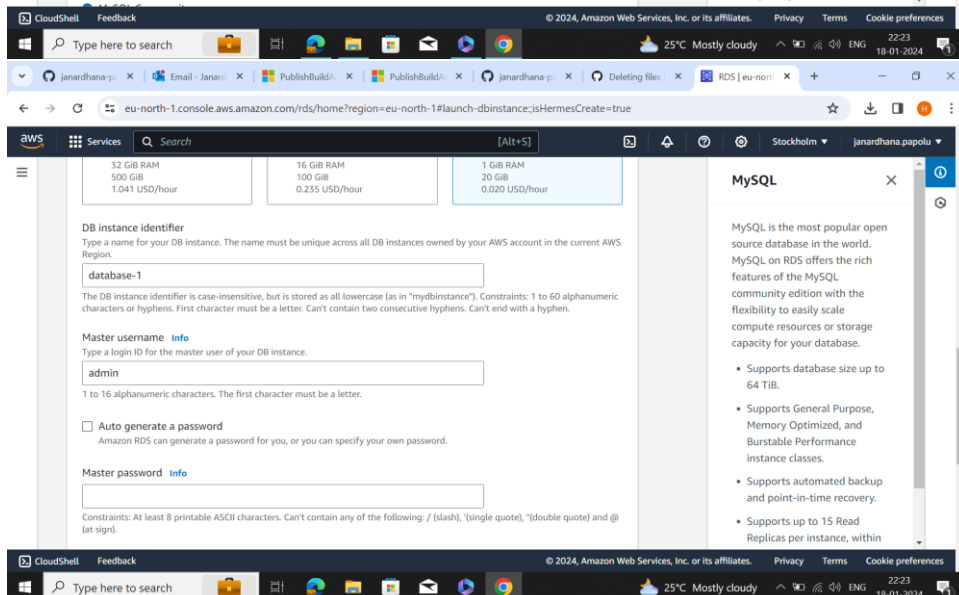 CloudShell Feedback © 2024, Amazon Web Services, Inc. or its affiliates. Privacy Terms Cookie preferences
Type here to search 25°C Mostly cloudy ENG 22:23
18-01-2024
janardhana-p Email - Janard PublishBuildA PublishBuildA janardhana-p Deleting files RDS | eu-nort
eu-north-1.console.aws.amazon.com/rds/home?region=eu-north-1#launch-dbinstance:;isHermesCreate=true
aws Services Search [Alt+S] Stockholm janardhana.papolu
32 GiB RAM 16 GiB RAM 1 GiB RAM
500 GiB 100 GiB 20 GiB
1.041 USD/hour 0.235 USD/hour 0.020 USD/hour
DB instance identifier
Type a name for your DB instance. The name must be unique across all DB instances owned by your AWS account in the current AWS
Region.
database-1
The DB instance identifier is case-insensitive, but is stored as all lowercase (as in "mydbinstance"). Constraints: 1 to 60 alphanumeric
characters or hyphens. First character must be a letter. Can't contain two consecutive hyphens. Can't end with a hyphen.
Master username Info
Type a login ID for the master user of your DB instance.
admin
1 to 16 alphanumeric characters. The first character must be a letter.
Auto generate a password
Amazon RDS can generate a password for you, or you can specify your own password.
Master password Info
Constraints: At least 8 printable ASCII characters. Can't contain any of the following: / (slash), '(single quote), "(double quote) and @
(at sign).
MySQL
MySQL is the most popular open
source database in the world.
MySQL on RDS offers the rich
features of the MySQL
community edition with the
flexibility to easily scale
compute resources or storage
capacity for your database.
• Supports database size up to
64 TiB.
• Supports General Purpose,
Memory Optimized, and
Burstable Performance
instance classes.
• Supports automated backup
and point-in-time recovery.
• Supports up to 15 Read
Replicas per instance, within
CloudShell Feedback © 2024, Amazon Web Services, Inc. or its affiliates. Privacy Terms Cookie preferences
Type here to search 25°C Mostly cloudy ENG 22:23
18-01-2024